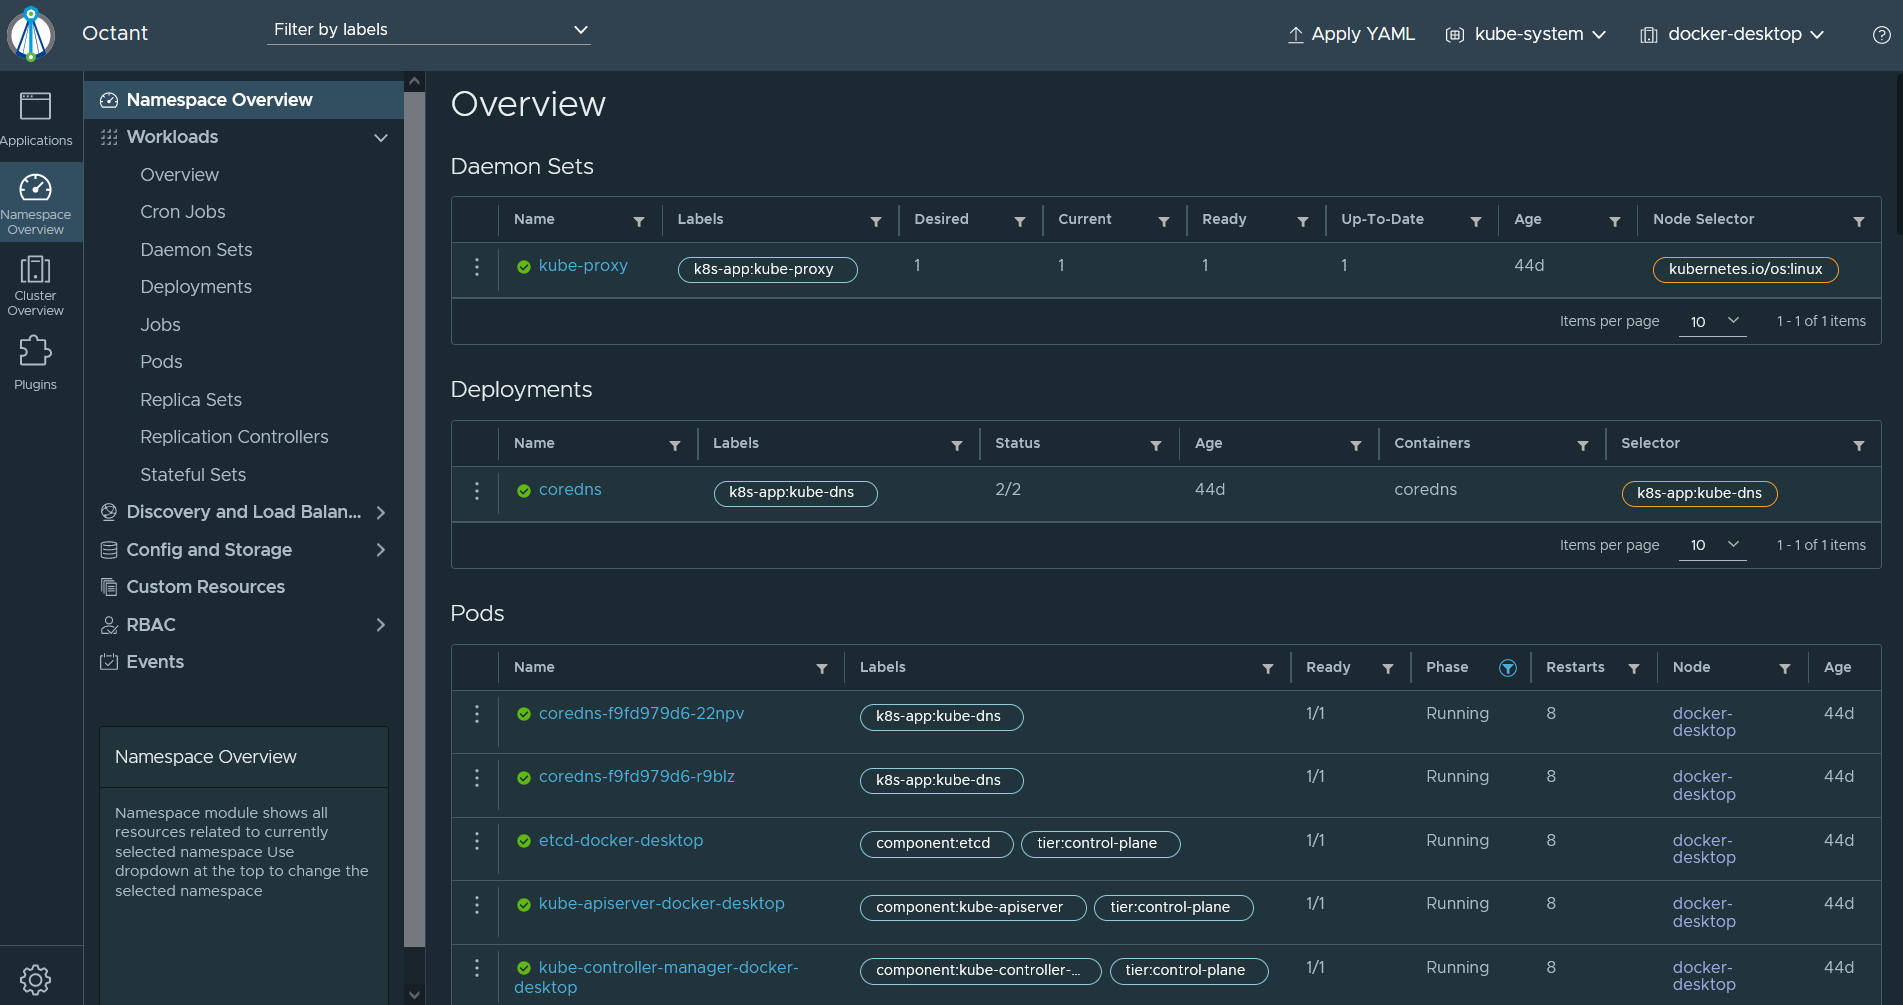 Octant
Filter by labels
Apply YAML
kube-system
docker-desktop
Applications
Namespace
Overview
Cluster
Overview
Plugins
Namespace Overview
Workloads
Overview
Cron Jobs
Daemon Sets
Deployments
Jobs
Pods
Replica Sets
Replication Controllers
Stateful Sets
Discovery and Load Balan...
Config and Storage
Custom Resources
RBAC
Events
Namespace Overview
Namespace module shows all
resources related to currently
selected namespace Use
dropdown at the top to change the
selected namespace
Overview
Daemon Sets
Name Labels Desired Current Ready Up-To-Date Age Node Selector
kube-proxy k8s-app:kube-proxy 1 1 1 1 44d kubernetes.io/os:linux
Items per page 10 1 - 1 of 1 items
Deployments
Name Labels Status Age Containers Selector
coredns k8s-app:kube-dns 2/2 44d coredns k8s-app:kube-dns
Items per page 10 1 - 1 of 1 items
Pods
Name Labels Ready Phase Restarts Node Age
coredns-f9fd979d6-22npv k8s-app:kube-dns 1/1 Running 8 docker- 44d
desktop
coredns-f9fd979d6-r9blz k8s-app:kube-dns 1/1 Running 8 docker- 44d
desktop
etcd-docker-desktop component:etcd tier:control-plane 1/1 Running 8 docker- 44d
desktop
kube-apiserver-docker-desktop component:kube-apiserver tier:control-plane 1/1 Running 8 docker- 44d
desktop
kube-controller-manager-docker- component:kube-controller-... tier:control-plane 1/1 Running 8 docker- 44d
desktop desktop